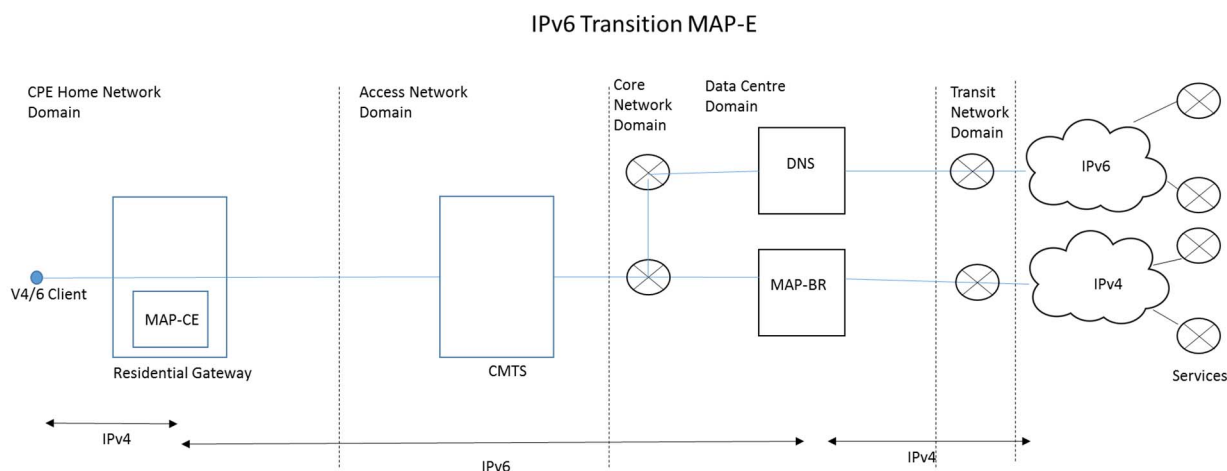 IPv6 Transition MAP-E
CPE Home Network
Domain
Access Network
Domain
Core
Network
Domain
Data Centre
Domain
Transit
Network
Domain
DNS
IPv6
V4/6 Client
MAP-CE
MAP-BR
IPv4
Residential Gateway
CMTS
Services
IPv4
IPv6
IPv4